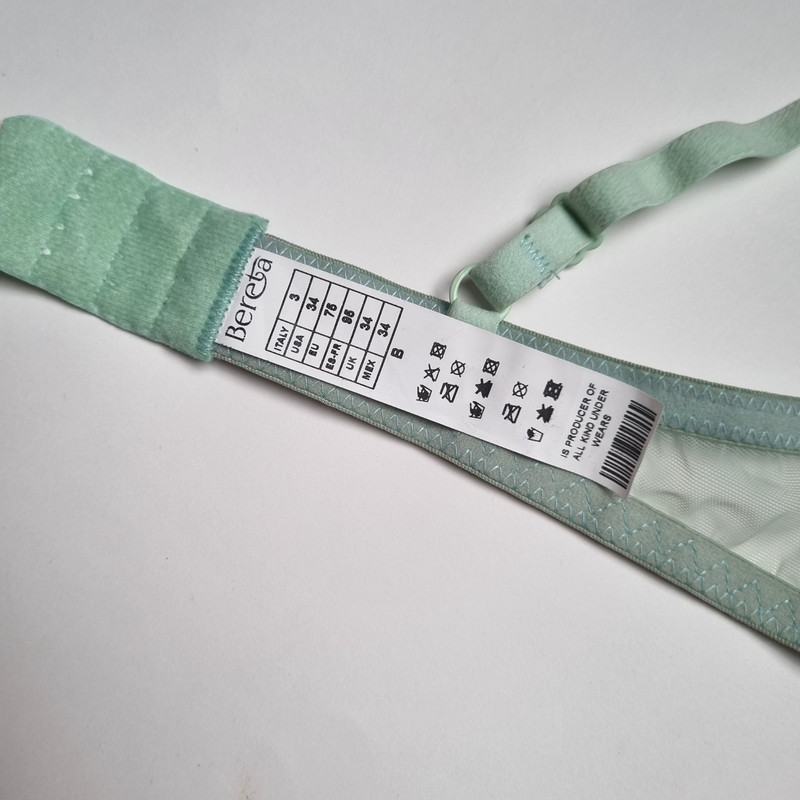 Bereta
ITALY 3
USA 34
EU 75
ES-FR 95
UK 34
MEX 34
B
IS PRODUCER OF
ALL KIND UNDER
WEARS